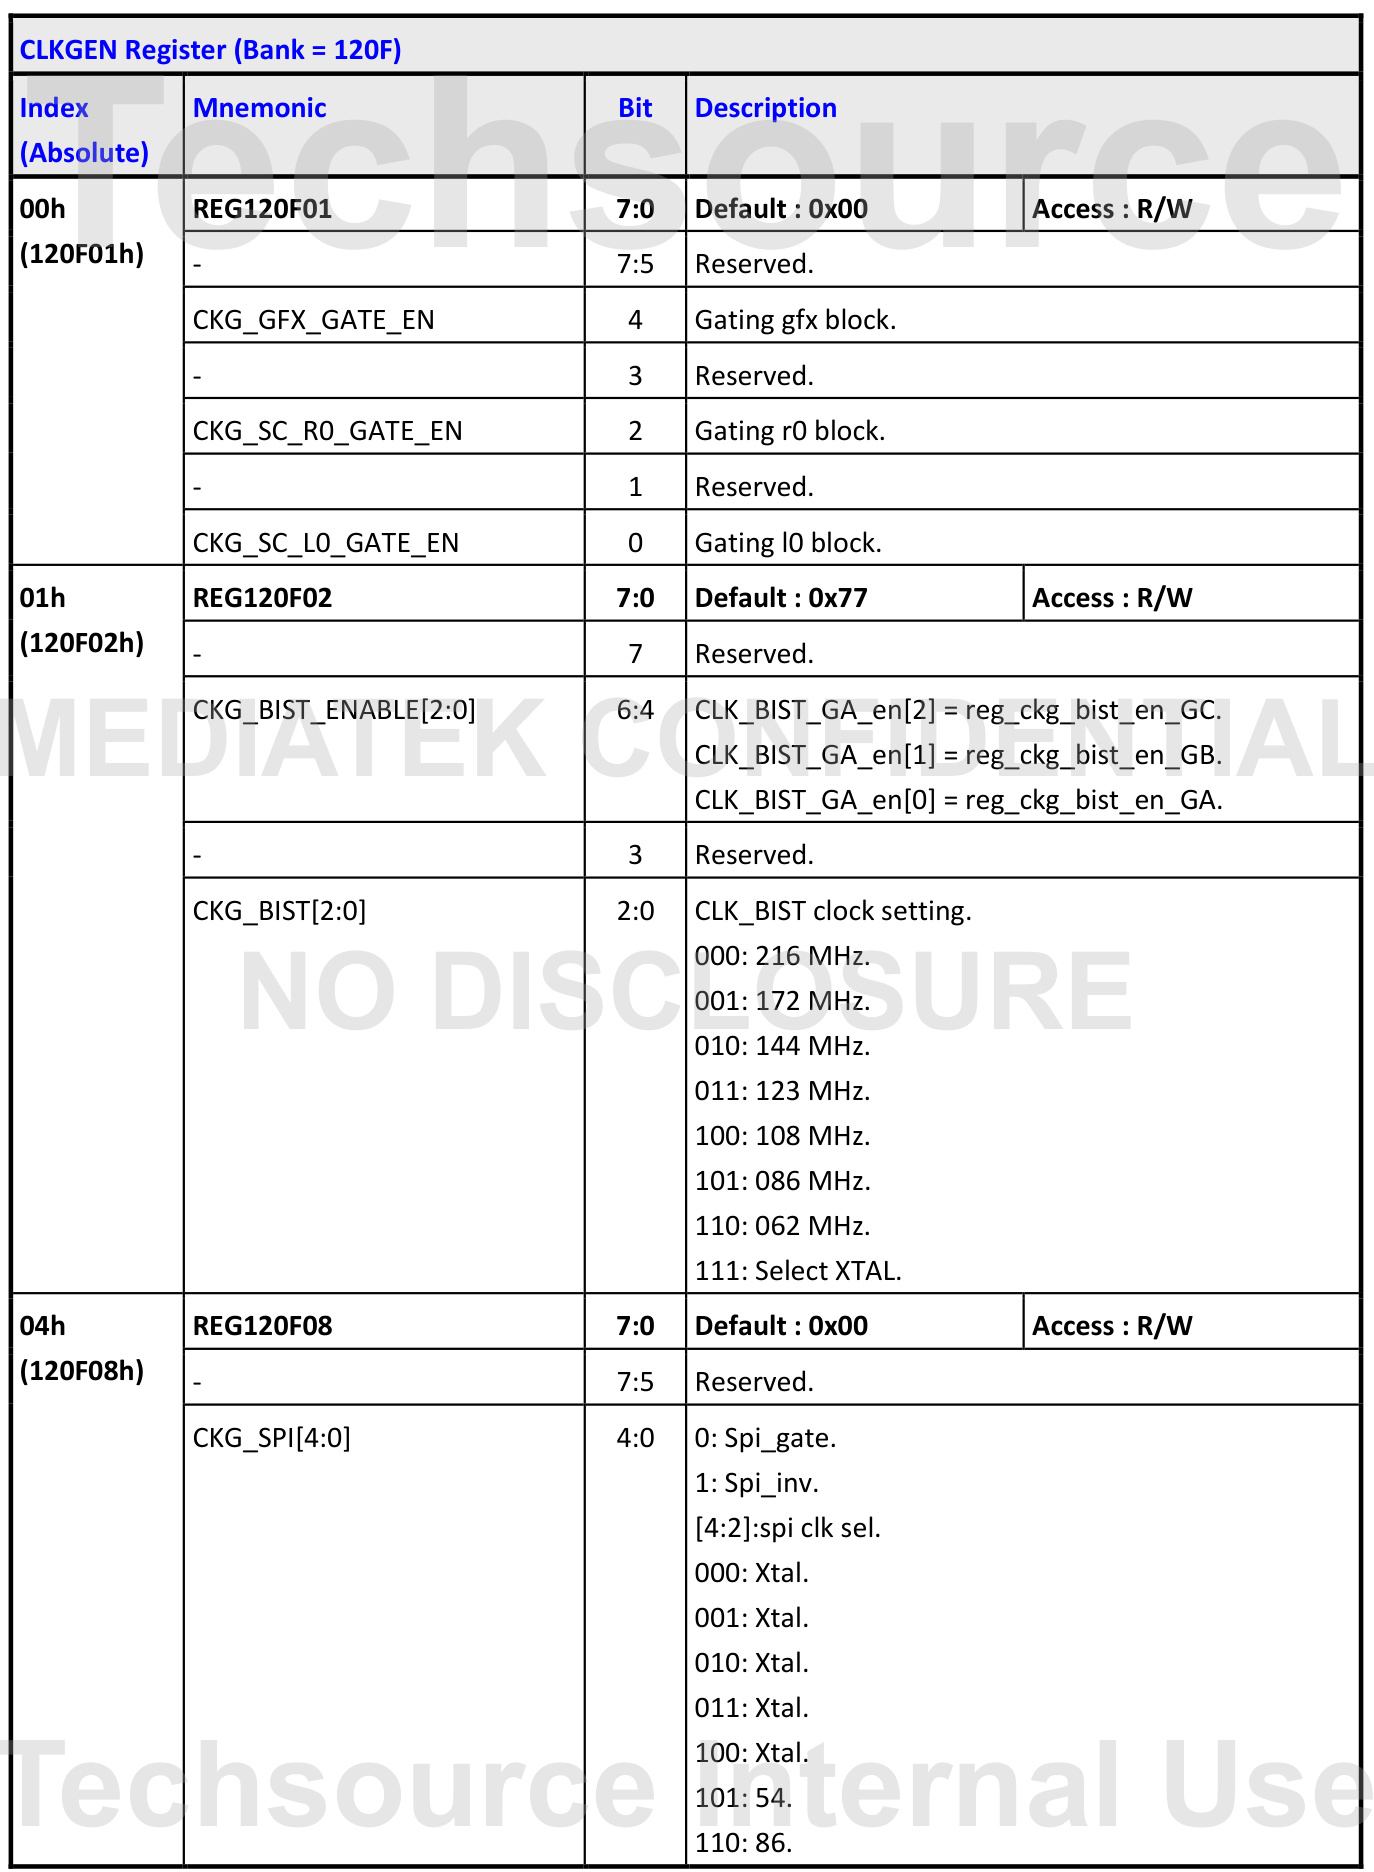 CLKGEN Register (Bank = 120F)
Index (Absolute) Mnemonic Bit Description
Techsource
00h (120F01h) REG120F01 7:0 Default : 0x00 Access : R/W
- 7:5 Reserved.
CKG_GFX_GATE_EN 4 Gating gfx block.
- 3 Reserved.
CKG_SC_R0_GATE_EN 2 Gating r0 block.
- 1 Reserved.
CKG_SC_L0_GATE_EN 0 Gating l0 block.
01h (120F02h) REG120F02 7:0 Default : 0x77 Access : R/W
- 7 Reserved.
CKG_BIST_ENABLE[2:0] 6:4 CLK_BIST_GA_en[2] = reg_ckg_bist_en_GC.
MEDIATEK CONFIDENTIAL
CLK_BIST_GA_en[1] = reg_ckg_bist_en_GB.
CLK_BIST_GA_en[0] = reg_ckg_bist_en_GA.
- 3 Reserved.
CKG_BIST[2:0] 2:0 CLK_BIST clock setting.
000: 216 MHz.
NO DISCLOSURE
001: 172 MHz.
010: 144 MHz.
011: 123 MHz.
100: 108 MHz.
101: 086 MHz.
110: 062 MHz.
111: Select XTAL.
04h (120F08h) REG120F08 7:0 Default : 0x00 Access : R/W
- 7:5 Reserved.
CKG_SPI[4:0] 4:0 0: Spi_gate.
1: Spi_inv.
[4:2]:spi clk sel.
000: Xtal.
001: Xtal.
010: Xtal.
011: Xtal.
100: Xtal.
Techsource Internal Use
101: 54.
110: 86.